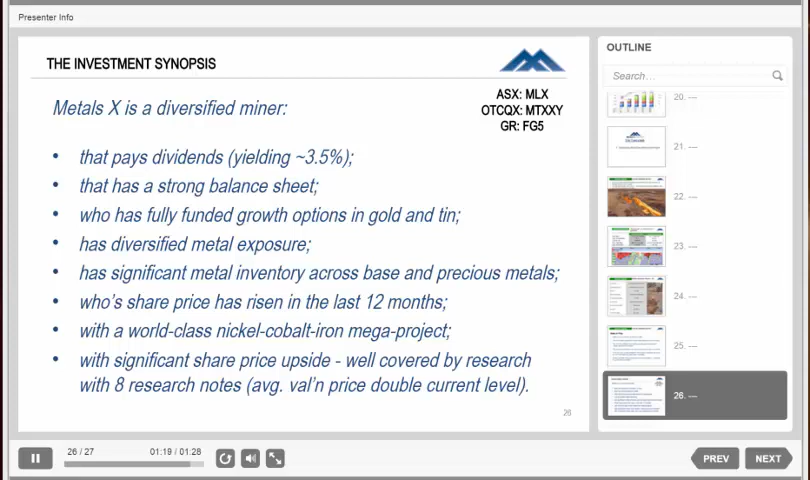 Presenter Info
THE INVESTMENT SYNOPSIS
ASX: MLX
OTCQX: MTXXY
GR: FG5
Metals X is a diversified miner:
• that pays dividends (yielding ~3.5%);
• that has a strong balance sheet;
• who has fully funded growth options in gold and tin;
• has diversified metal exposure;
• has significant metal inventory across base and precious metals;
• who's share price has risen in the last 12 months;
• with a world-class nickel-cobalt-iron mega-project;
• with significant share price upside - well covered by research
with 8 research notes (avg. val'n price double current level).
26
OUTLINE
Search...
20. ---
21. ---
22. ---
23. ---
24. ---
25. ---
26. ---
26 / 27
01:19 / 01:28
PREV
NEXT